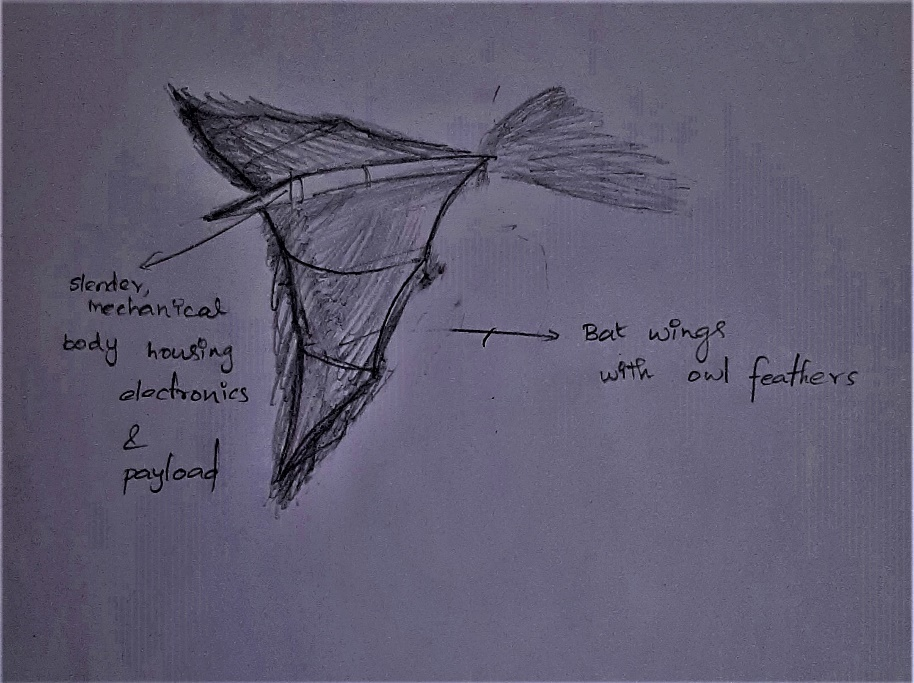 slender,
mechanical
body housing
electronics
&
payload
Bat wings
with owl feathers